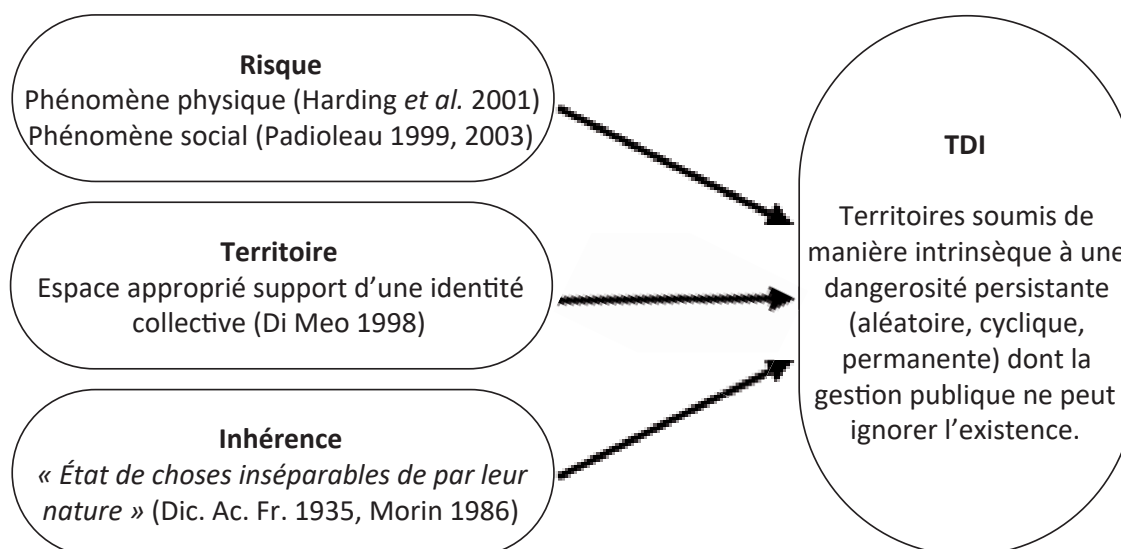 Risque
Phénomène physique (Harding et al. 2001)
Phénomène social (Padioleau 1999, 2003)
Territoire
Espace approprié support d’une identité
collective (Di Meo 1998)
Inhérence
« État de choses inséparables de par leur
nature » (Dic. Ac. Fr. 1935, Morin 1986)
TDI
Territoires soumis de
manière intrinsèque à une
dangerosité persistante
(aléatoire, cyclique,
permanente) dont la
gestion publique ne peut
ignorer l’existence.